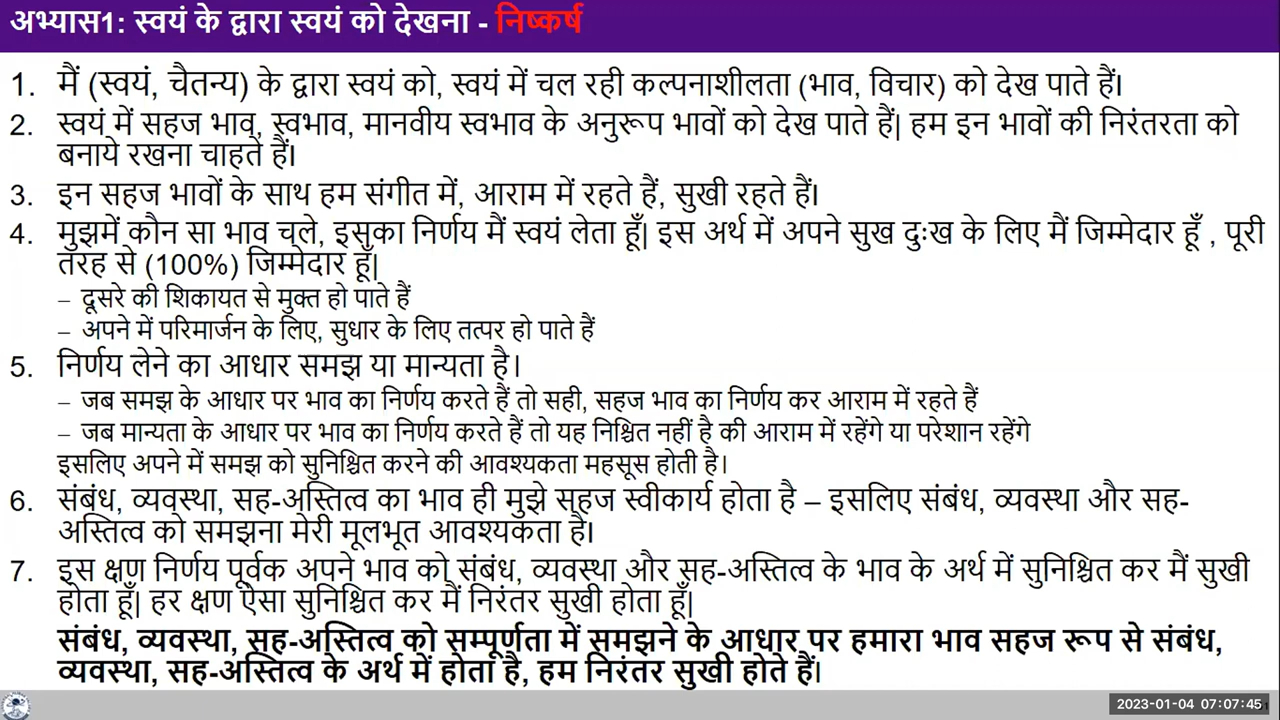 अभ्यास1: स्वयं के द्वारा स्वयं को देखना - निष्कर्ष
1. मैं (स्वयं, चैतन्य) के द्वारा स्वयं को, स्वयं में चल रही कल्पनाशीलता (भाव, विचार) को देख पाते हैं।
2. स्वयं में सहज भाव, स्वभाव, मानवीय स्वभाव के अनुरूप भावों को देख पाते हैं| हम इन भावों की निरंतरता को
बनाये रखना चाहते हैं।
3. इन सहज भावों के साथ हम संगीत में, आराम में रहते हैं, सुखी रहते हैं।
4. मुझमें कौन सा भाव चले, इसका निर्णय मैं स्वयं लेता हूँ| इस अर्थ में अपने सुख दुःख के लिए मैं जिम्मेदार हूँ , पूरी
तरह से (100%) जिम्मेदार हूँ|
– दूसरे की शिकायत से मुक्त हो पाते हैं
– अपने में परिमार्जन के लिए, सुधार के लिए तत्पर हो पाते हैं
5. निर्णय लेने का आधार समझ या मान्यता है।
– जब समझ के आधार पर भाव का निर्णय करते हैं तो सही, सहज भाव का निर्णय कर आराम में रहते हैं
– जब मान्यता के आधार पर भाव का निर्णय करते हैं तो यह निश्चित नहीं है की आराम में रहेंगे या परेशान रहेंगे
इसलिए अपने में समझ को सुनिश्चित करने की आवश्यकता महसूस होती है।
6. संबंध, व्यवस्था, सह-अस्तित्व का भाव ही मुझे सहज स्वीकार्य होता है – इसलिए संबंध, व्यवस्था और सह-
अस्तित्व को समझना मेरी मूलभूत आवश्यकता है।
7. इस क्षण निर्णय पूर्वक अपने भाव को संबंध, व्यवस्था और सह-अस्तित्व के भाव के अर्थ में सुनिश्चित कर मैं सुखी
होता हूँ| हर क्षण ऐसा सुनिश्चित कर मैं निरंतर सुखी होता हूँ|
संबंध, व्यवस्था, सह-अस्तित्व को सम्पूर्णता में समझने के आधार पर हमारा भाव सहज रूप से संबंध,
व्यवस्था, सह-अस्तित्व के अर्थ में होता है, हम निरंतर सुखी होते हैं।
2023-01-04 07:07:45